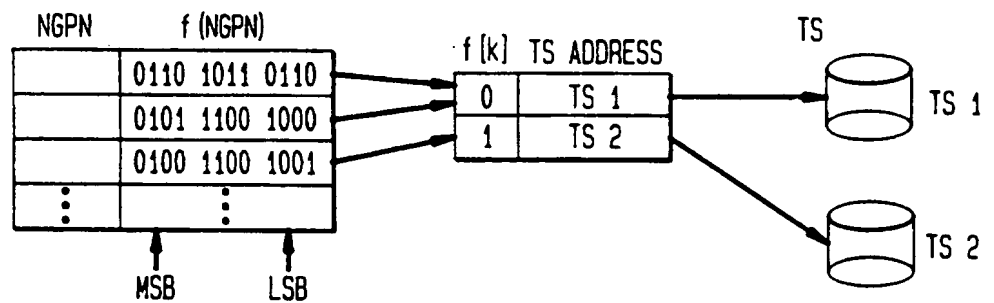 NGPN f (NGPN)
f [k] TS ADDRESS TS
0110 1011 0110
0 TS 1 TS 1
0101 1100 1000
1 TS 2
0100 1100 1001
TS 2
MSB LSB